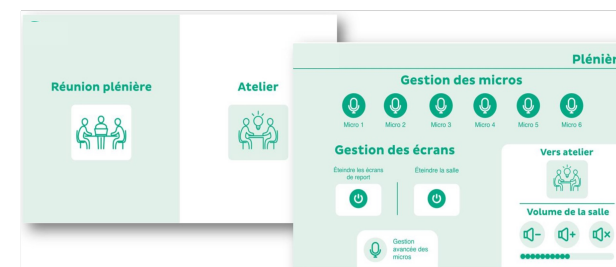 Réunion plénière
Atelier
Gestion des micros
Micro 1 Micro 2 Micro 3 Micro 4 Micro 5 Micro 6
Gestion des écrans
Éteindre les écrans
de report
Éteindre la salle
Gestion
avancée des
micros
Vers atelier
Volume de la salle